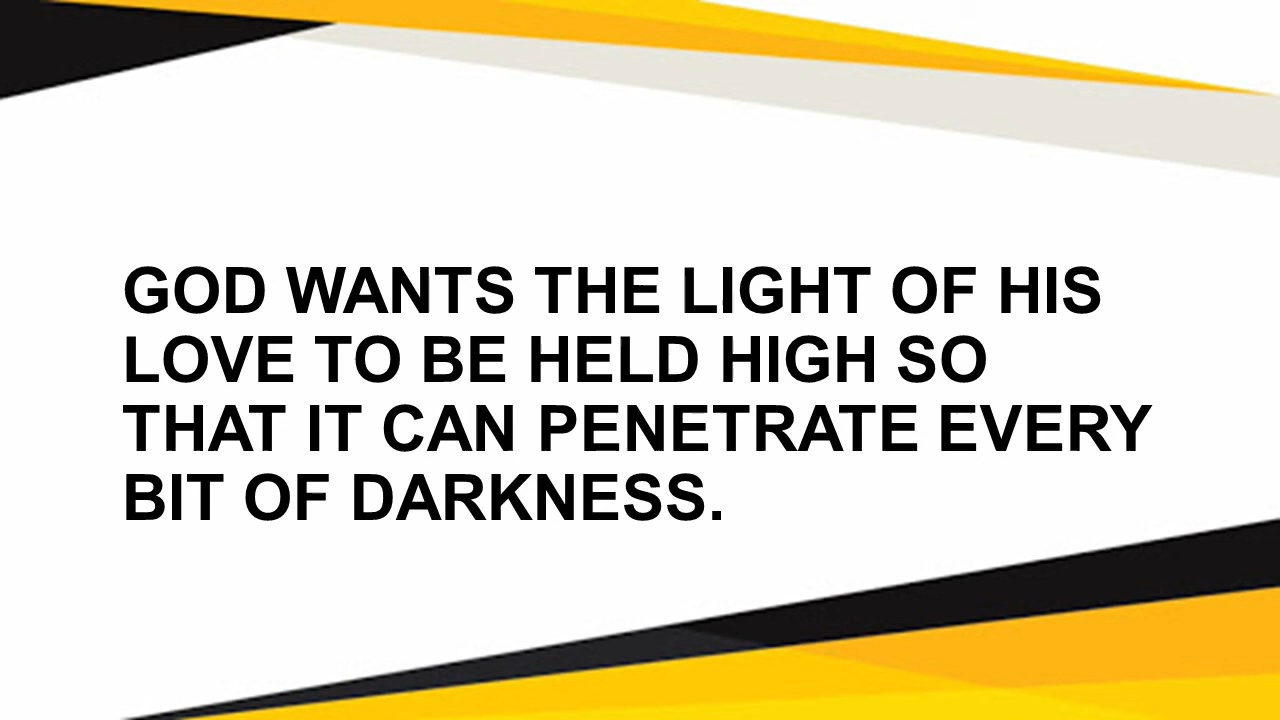 GOD WANTS THE LIGHT OF HIS
LOVE TO BE HELD HIGH SO
THAT IT CAN PENETRATE EVERY
BIT OF DARKNESS.